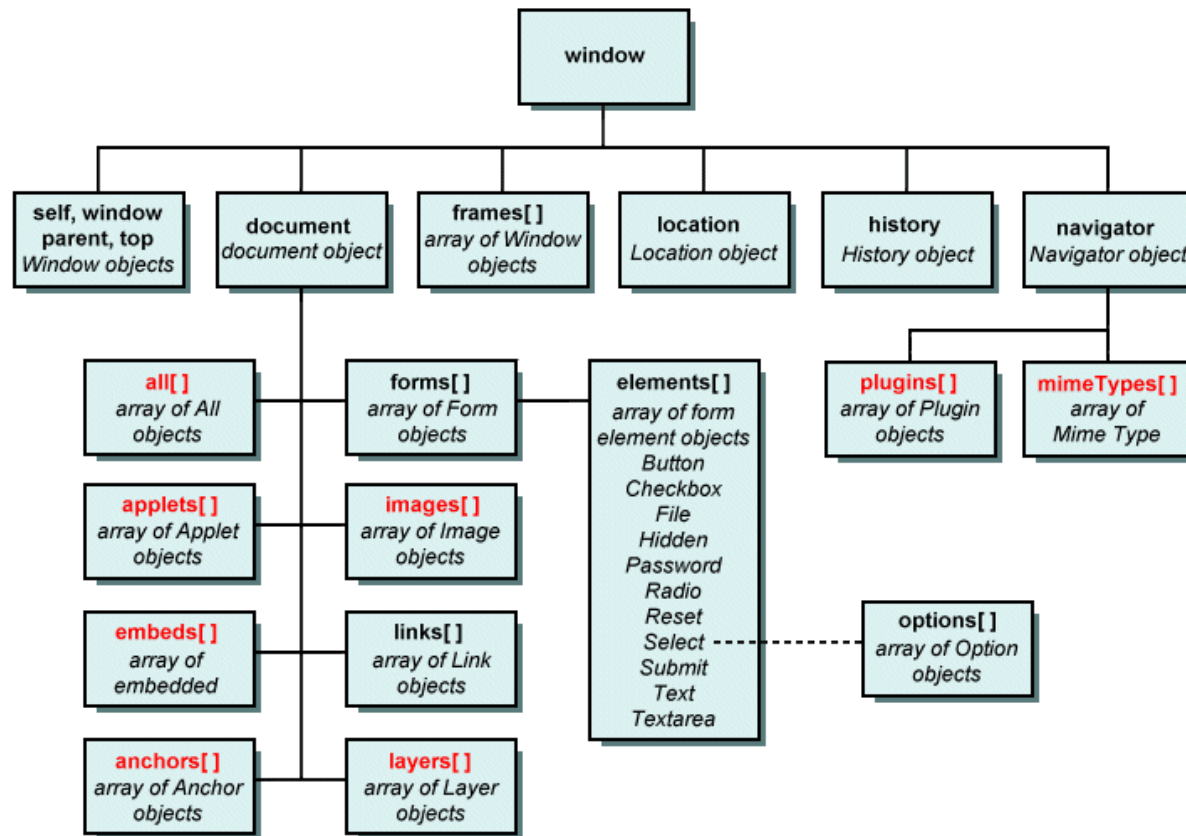 window
self, window
parent, top
Window objects
document
document object
frames[ ]
array of Window
objects
location
Location object
history
History object
navigator
Navigator object
all[ ]
array of All
objects
forms[ ]
array of Form
objects
elements[ ]
array of form
element objects
Button
Checkbox
File
Hidden
Password
Radio
Reset
Select
Submit
Text
Textarea
plugins[ ]
array of Plugin
objects
mimeTypes[ ]
array of
Mime Type
applets[ ]
array of Applet
objects
images[ ]
array of Image
objects
embeds[ ]
array of
embedded
links[ ]
array of Link
objects
options[ ]
array of Option
objects
anchors[ ]
array of Anchor
objects
layers[ ]
array of Layer
objects